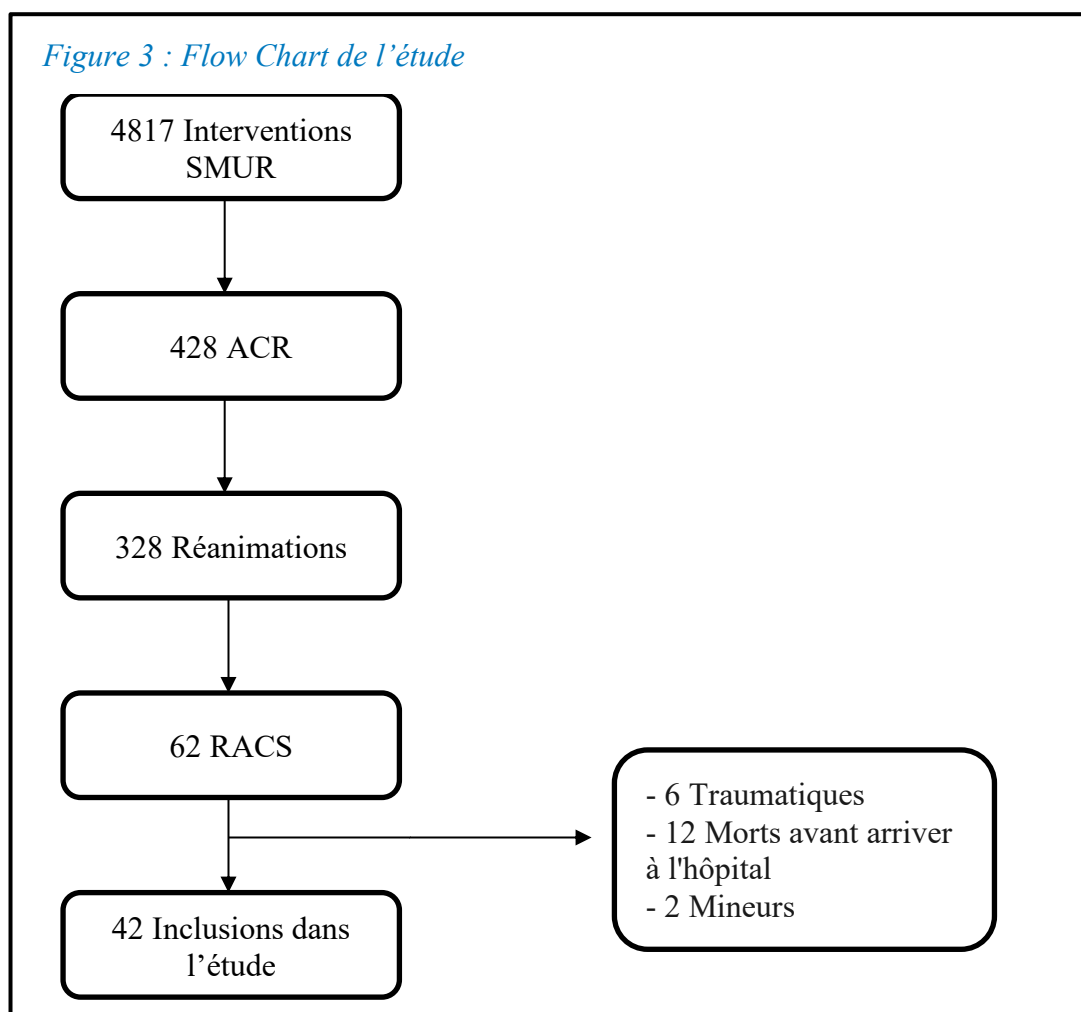 Figure 3 : Flow Chart de l'étude
4817 Interventions
SMUR
428 ACR
328 Réanimations
62 RACS
- 6 Traumatiques
- 12 Morts avant arriver
à l'hôpital
- 2 Mineurs
42 Inclusions dans
l'étude